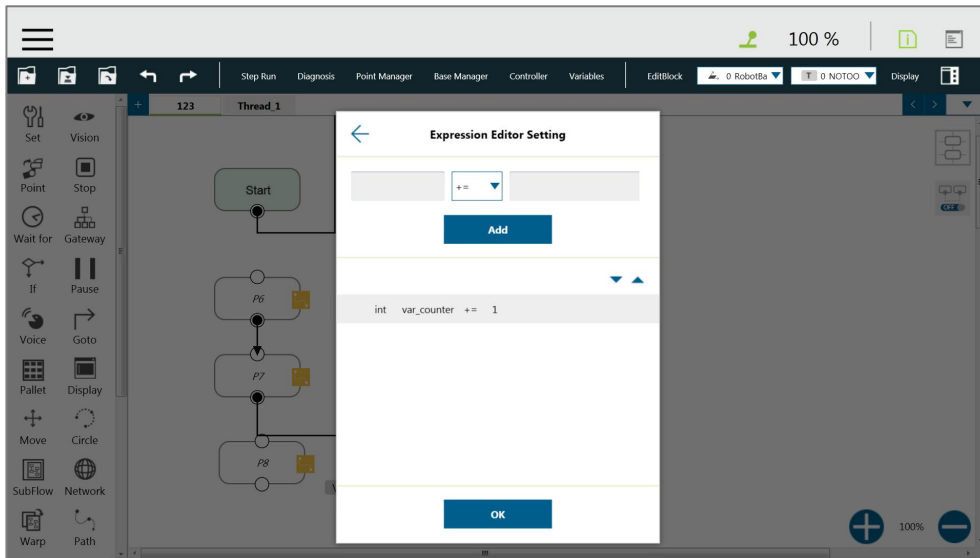 100 %
Step Run Diagnosis Point Manager Base Manager Controller Variables EditBlock 0 RobotBa T 0 NOTOO Display
123 Thread_1
Set Vision
Point Stop
Wait for Gateway
If Pause
Voice Goto
Pallet Display
Move Circle
SubFlow Network
Warp Path
Start
P6
P7
P8
Expression Editor Setting
+=
Add
int var_counter += 1
OK
OFF
100%